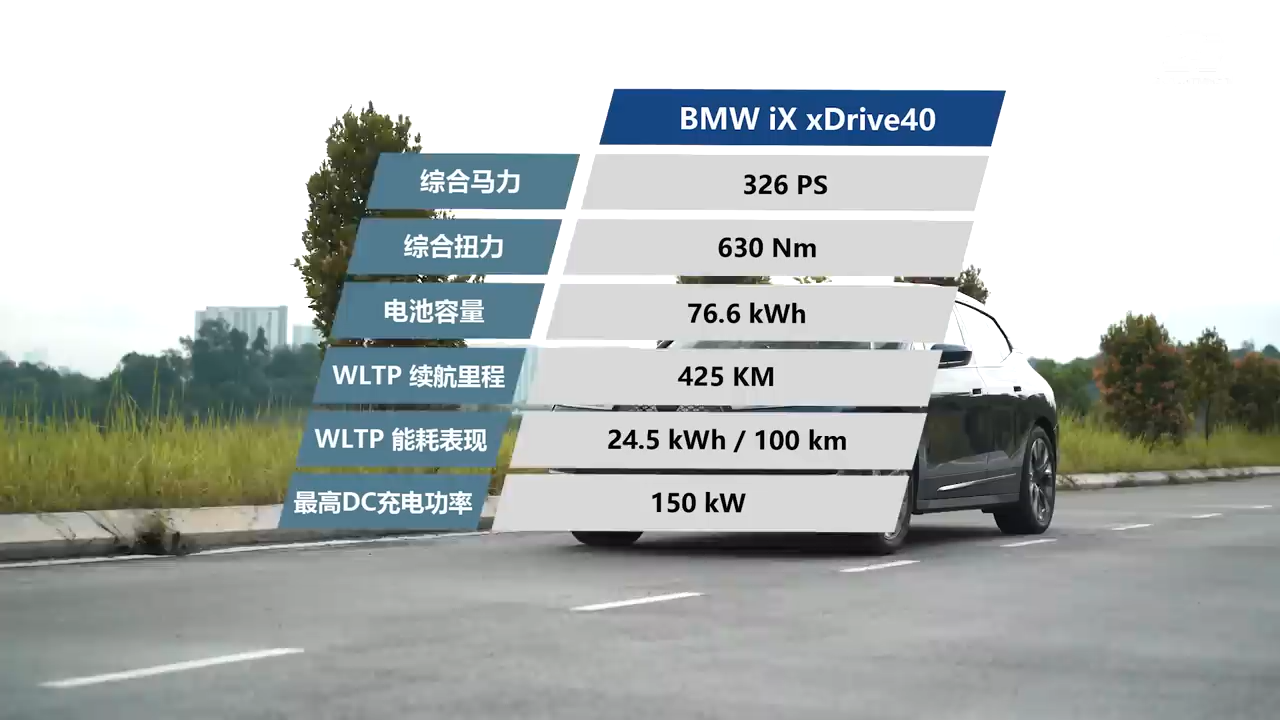 BMW iX xDrive40
综合马力 326 PS
综合扭力 630 Nm
电池容量 76.6 kWh
WLTP 续航里程 425 KM
WLTP 能耗表现 24.5 kWh / 100 km
最高DC充电功率 150 kW